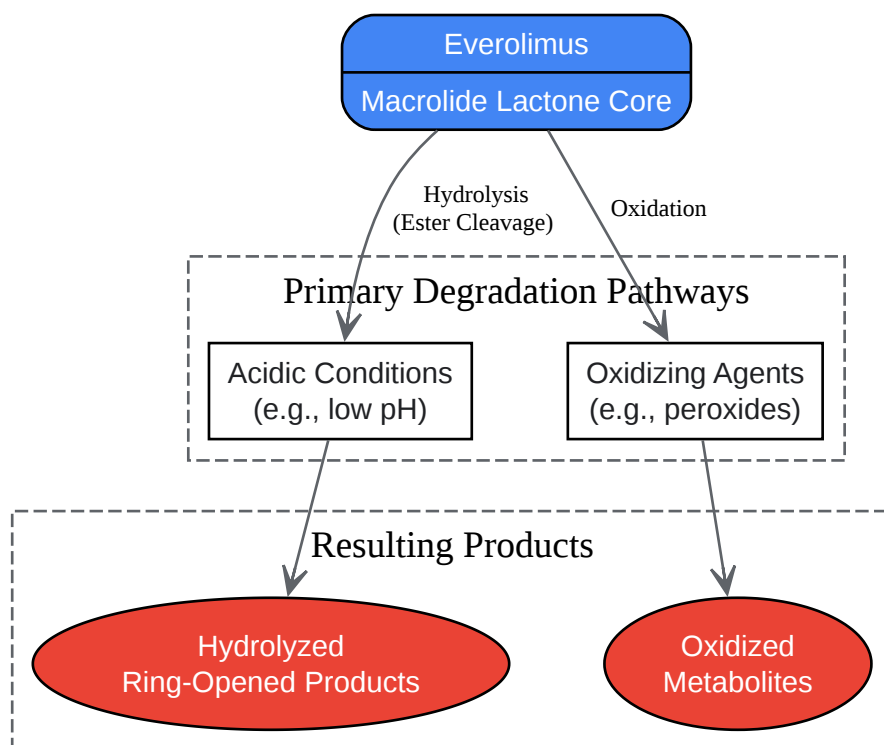 Everolimus
Macrolide Lactone Core
Hydrolysis
(Ester Cleavage)
Oxidation
Primary Degradation Pathways
Acidic Conditions
(e.g., low pH)
Oxidizing Agents
(e.g., peroxides)
Resulting Products
Hydrolyzed
Ring-Opened Products
Oxidized
Metabolites